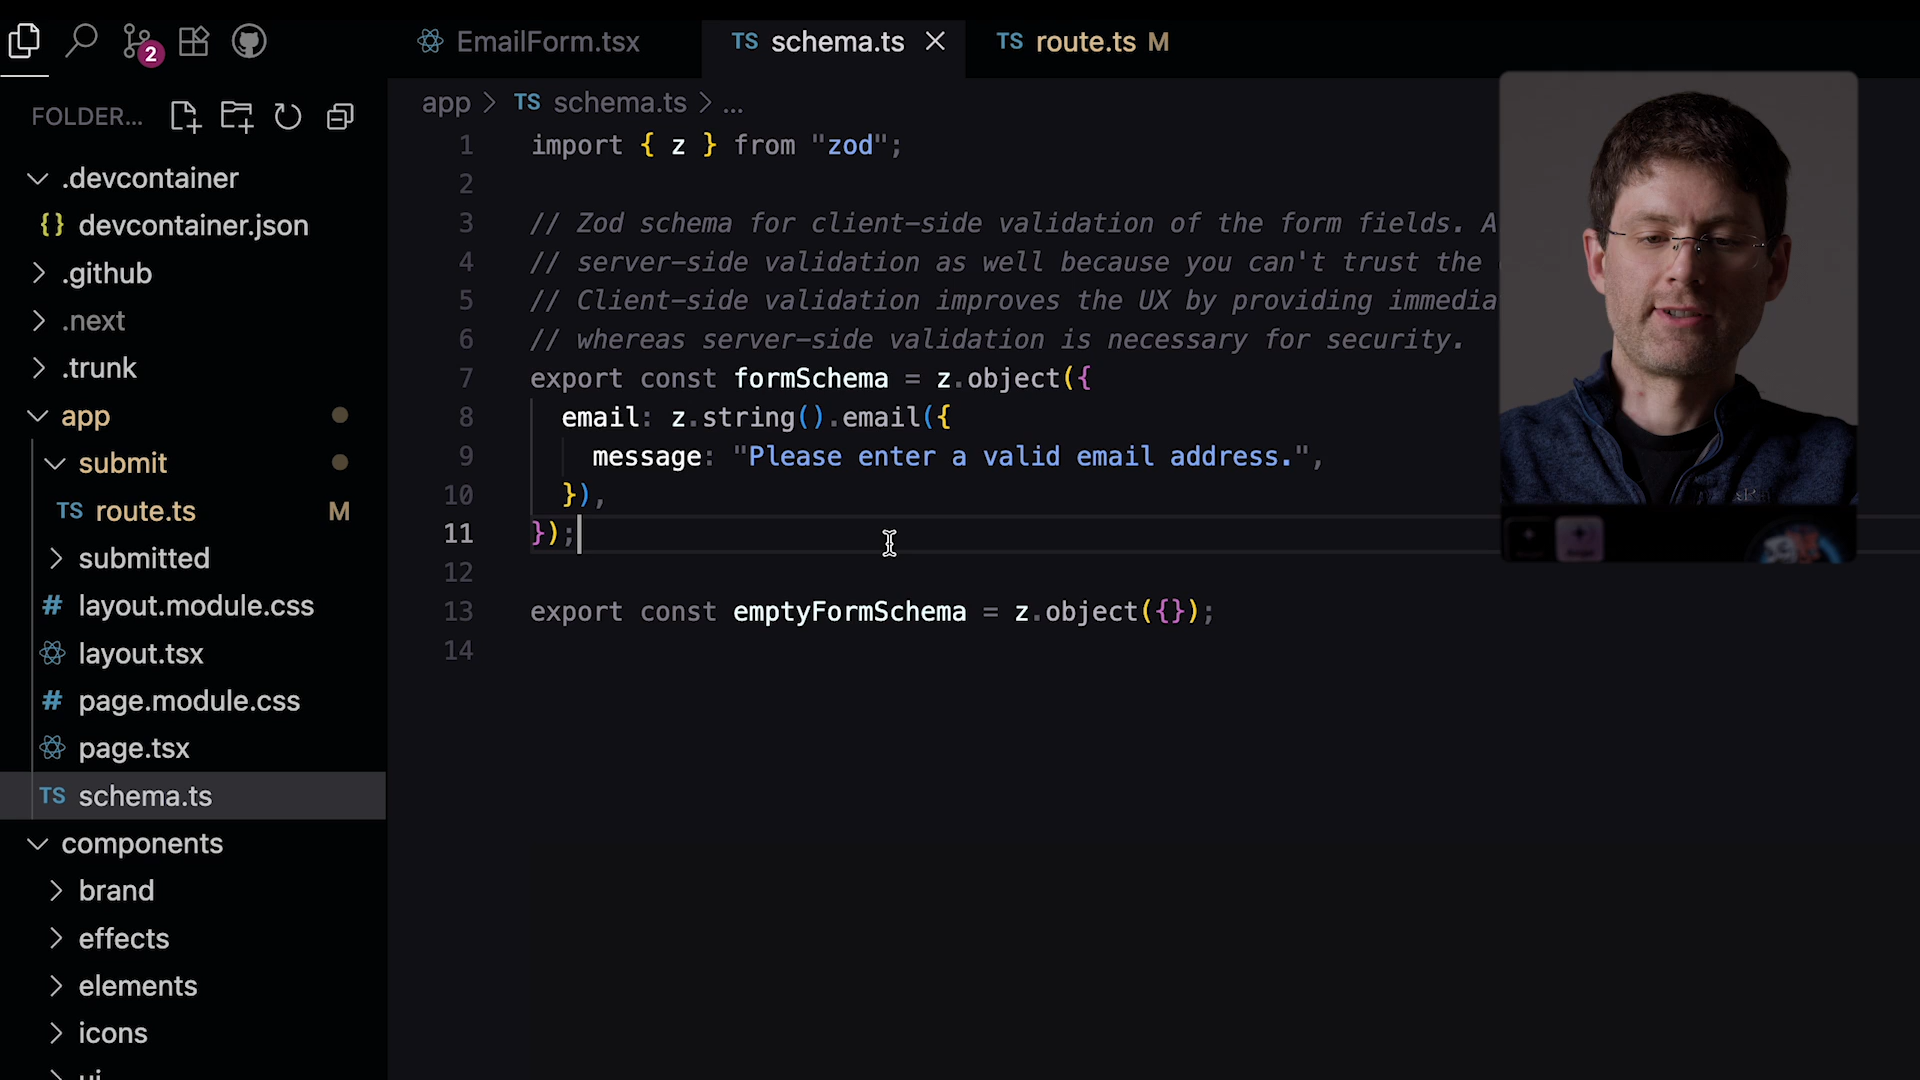 2
EmailForm.tsx
TS schema.ts
TS route.ts M
FOLDER...
app > TS schema.ts > ...
.devcontainer
{} devcontainer.json
.github
.next
.trunk
app
submit
TS route.ts M
submitted
# layout.module.css
layout.tsx
# page.module.css
page.tsx
TS schema.ts
components
brand
effects
elements
icons
1 import { z } from "zod";
2
3 // Zod schema for client-side validation of the form fields. A
4 // server-side validation as well because you can't trust the
5 // Client-side validation improves the UX by providing immedia
6 // whereas server-side validation is necessary for security.
7 export const formSchema = z.object({
8 email: z.string().email({
9 message: "Please enter a valid email address.",
10 }),
11 });
12
13 export const emptyFormSchema = z.object({});
14